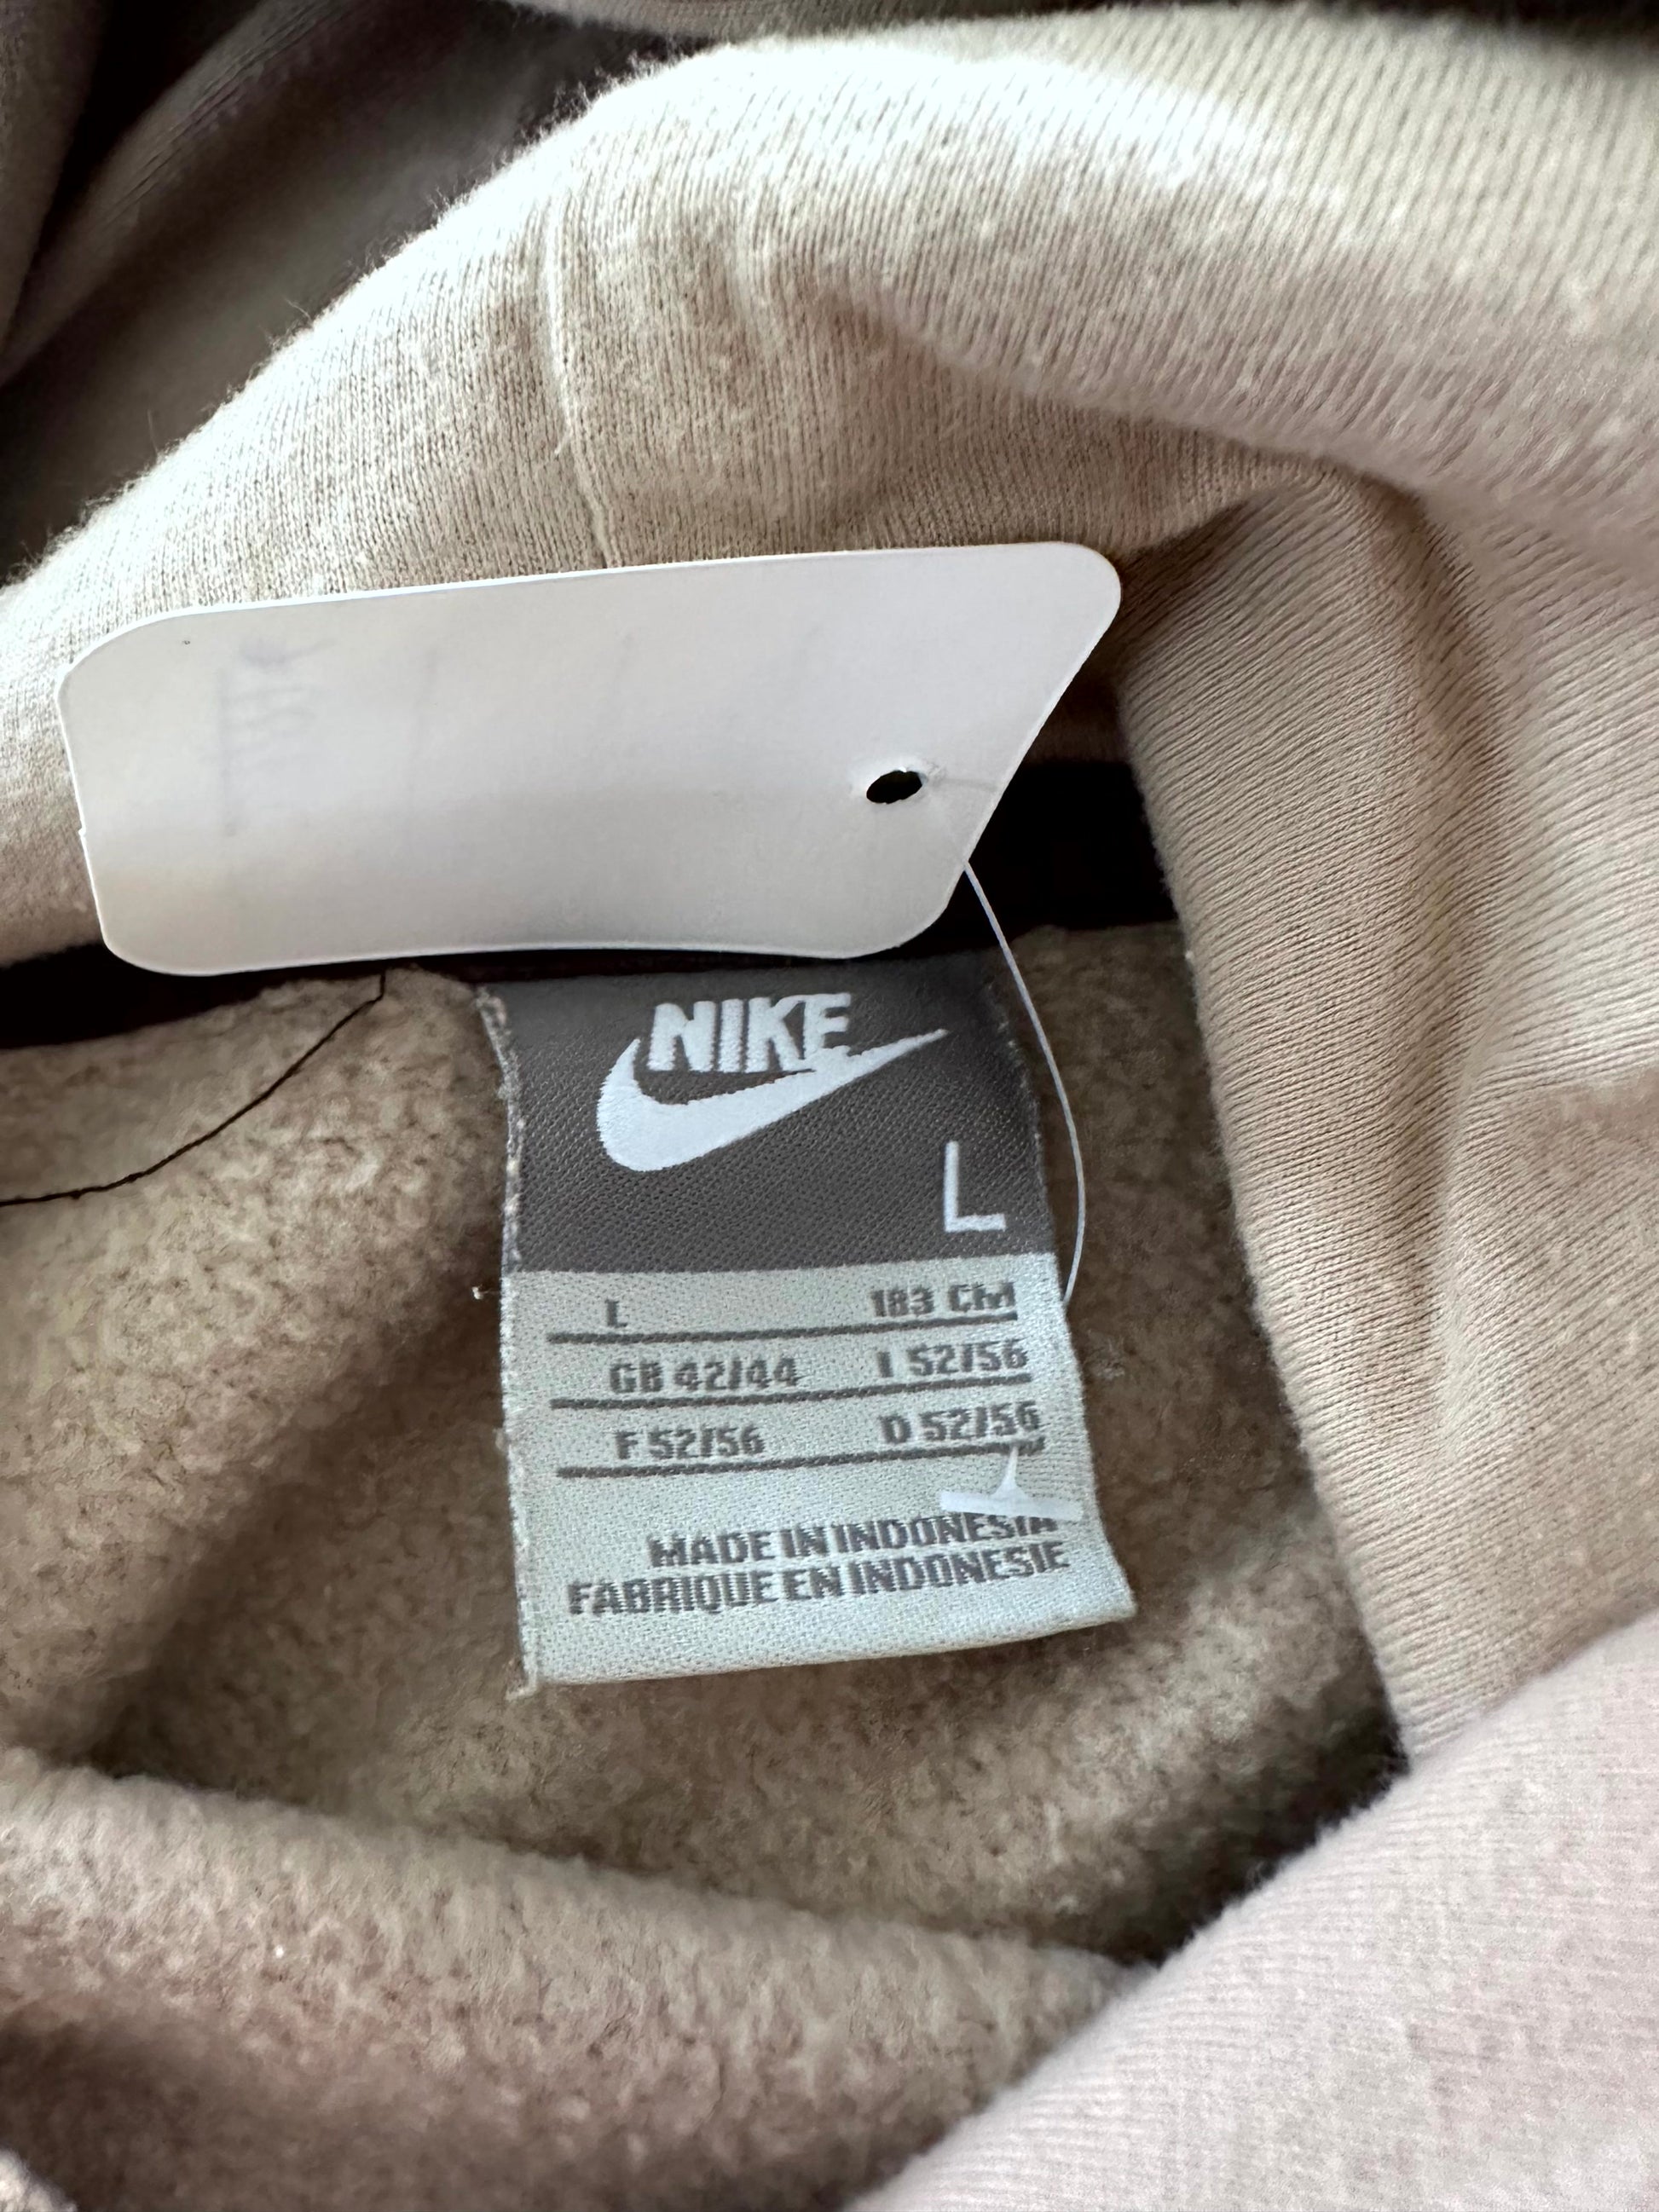 NIKE
L
L 183 CM
GB 42/44 I 52/56
F 52/56 D 52/56
MADE IN INDONESIA
FABRIQUE EN INDONESIE